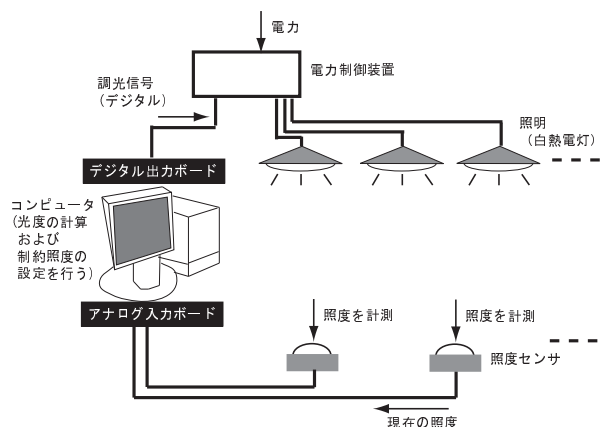 電力
電力制御装置
調光信号
(デジタル)
照明
(白熱電灯)
デジタル出力ボード
コンピュータ
(光度の計算
および
制約照度の
設定を行う)
アナログ入力ボード
照度を計測
照度を計測
照度センサ
現在の照度